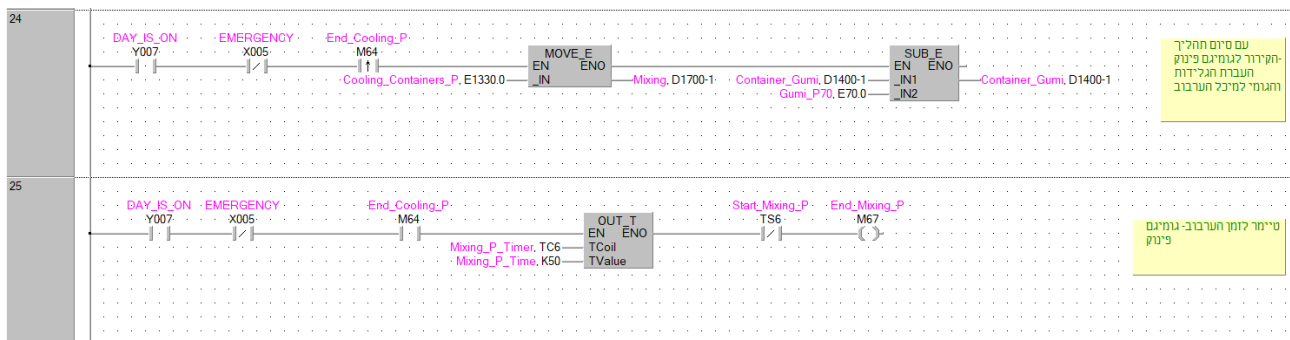 24
DAY_IS_ON EMERGENCY End_Cooling_P
Y007 X005 M64
MOVE_E
EN ENO
Cooling_Containers_P, E1330.0 _IN Mixing, D1700-1
SUB_E
EN ENO
Container_Gumi, D1400-1 _IN1 Container_Gumi, D1400-1
Gumi_P70, E70.0 _IN2
עם סיום תהליך
הקירור לגומיגם פינוק-
העברת הגלידות
והגומי למיכל הערבוב
25
DAY_IS_ON EMERGENCY End_Cooling_P Start_Mixing_P End_Mixing_P
Y007 X005 M64 TS6 M67
OUT_T
EN ENO
Mixing_P_Timer, TC6 TCoil
Mixing_P_Time, K50 TValue
טיימר לזמן הערבוב- גומיגם
פינוק